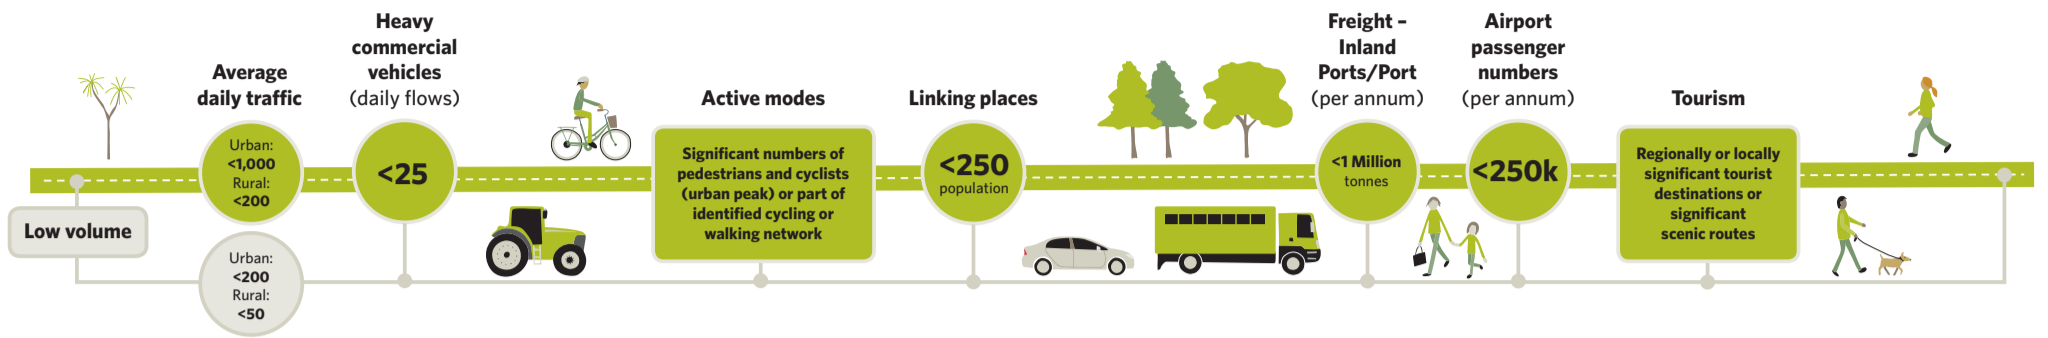 Low volume
Average
daily traffic
Urban:
<1,000
Rural:
<200
Urban:
<200
Rural:
<50
Heavy
commercial
vehicles
(daily flows)
<25
Active modes
Significant numbers of
pedestrians and cyclists
(urban peak) or part of
identified cycling or
walking network
Linking places
<250
population
Freight –
Inland
Ports/Port
(per annum)
<1 Million
tonnes
Airport
passenger
numbers
(per annum)
<250k
Tourism
Regionally or locally
significant tourist
destinations or
significant
scenic routes